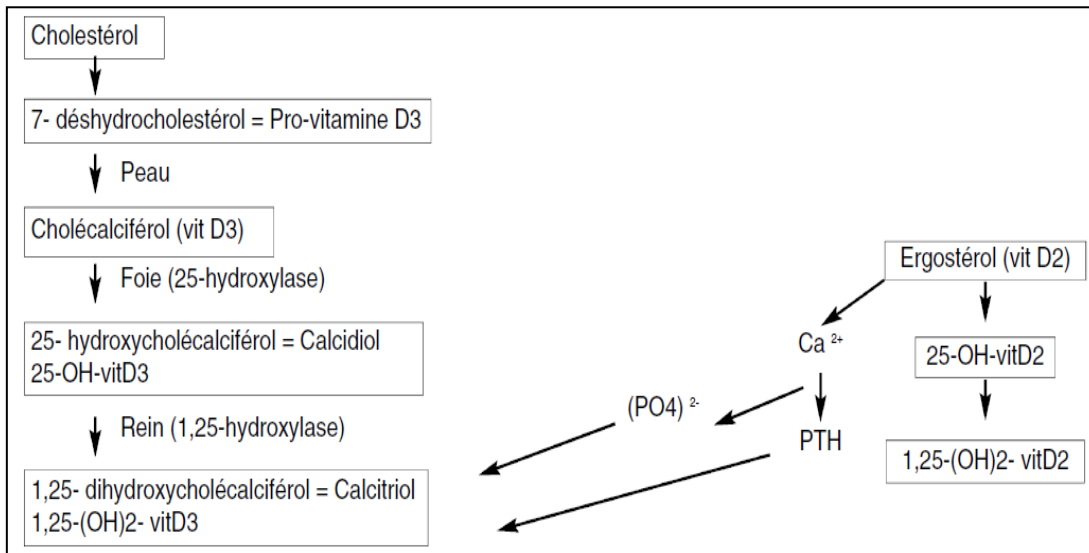 Cholestérol
7- déshydrocholestérol = Pro-vitamine D3
Peau
Cholécalciférol (vit D3)
Foie (25-hydroxylase)
25- hydroxycholécalciférol = Calcidiol
25-OH-vitD3
Rein (1,25-hydroxylase)
1,25- dihydroxycholécalciférol = Calcitriol
1,25-(OH)2- vitD3
Ergostérol (vit D2)
Ca 2+
25-OH-vitD2
(PO4) 2-
PTH
1,25-(OH)2- vitD2